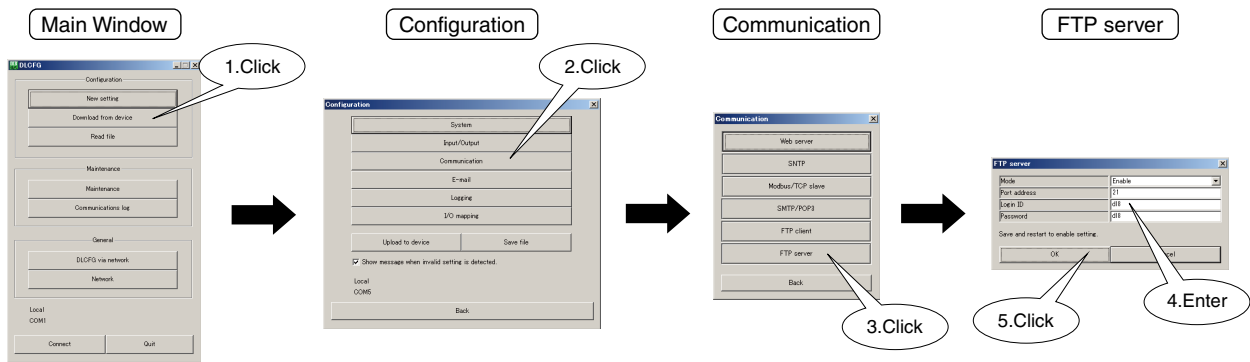 Main Window
Configuration
Communication
FTP server
DLCFG
1.Click
Configuration
New setting
Download from device
Read file
Maintenance
Maintenance
Communications log
General
DLCFG via network
Network
Local
COM1
Connect
Quit
2.Click
Configuration
System
Input/Output
Communication
E-mail
Logging
I/O mapping
Upload to device
Save file
Show message when invalid setting is detected.
Local
COM5
Back
Communication
Web server
SNTP
Modbus/TCP slave
SMTP/POP3
FTP client
FTP server
Back
3.Click
FTP server
Mode Enable
Port address 21
Login ID dl8
Password dl8
Save and restart to enable setting.
OK
4.Enter
5.Click